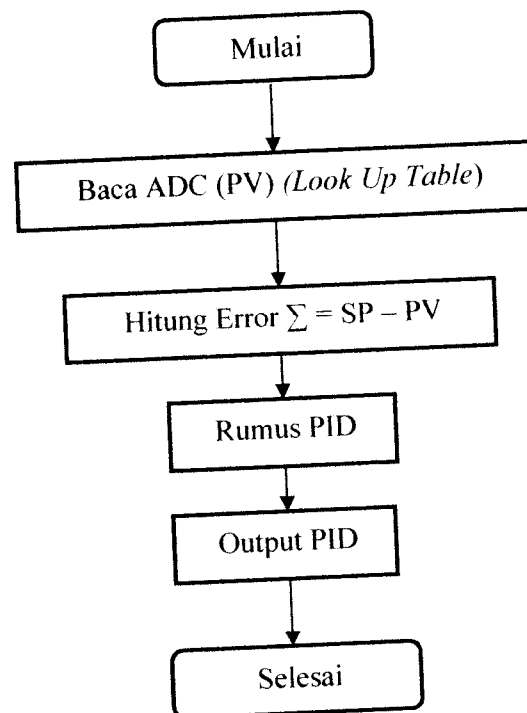 Mulai
Baca ADC (PV) (Look Up Table)
Hitung Error ∑ = SP – PV
Rumus PID
Output PID
Selesai